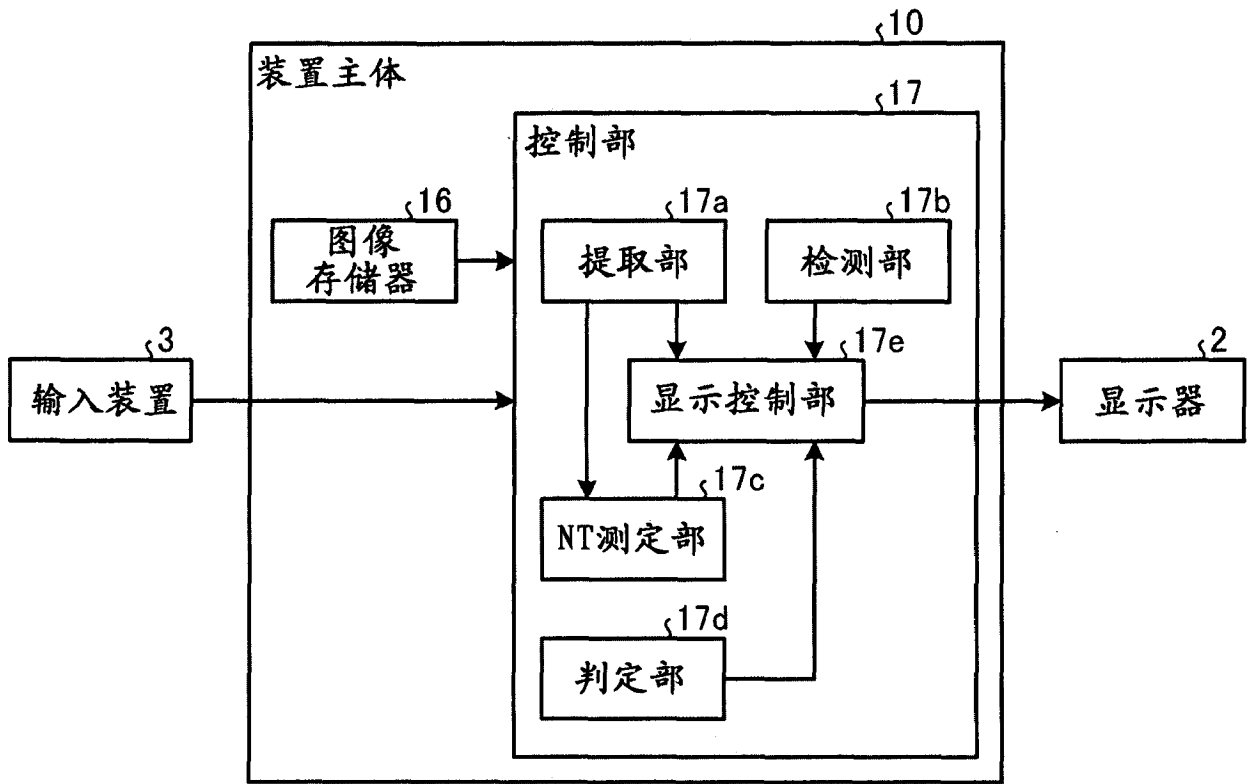 10
装置主体
17
控制部
16
17a
17b
图像
存储器
提取部
检测部
3
17e
2
输入装置
显示控制部
显示器
17c
NT测定部
17d
判定部